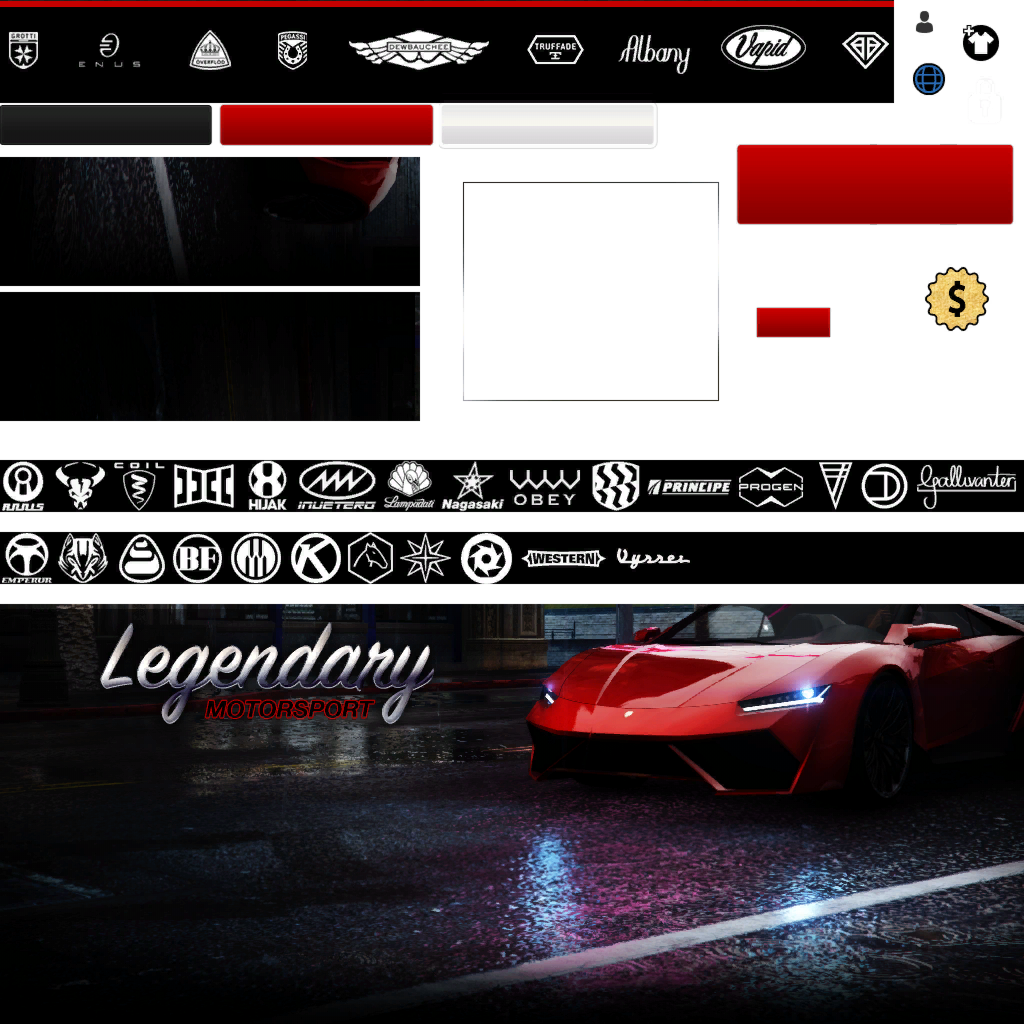 GROTTI
ENUS
ÖVERFLÖD
PEGASSI
DEWBAUCHEE
TRUFFADE
Albany
Vapid
ANNIS
COIL
HIJAK
INVETERO
Lampadati
Nagasaki
OBEY
PRINCIPE
PROGEN
Gallivanter
EMPEROR
BF
K
WESTERN
Vysser
$
Legendary
MOTORSPORT